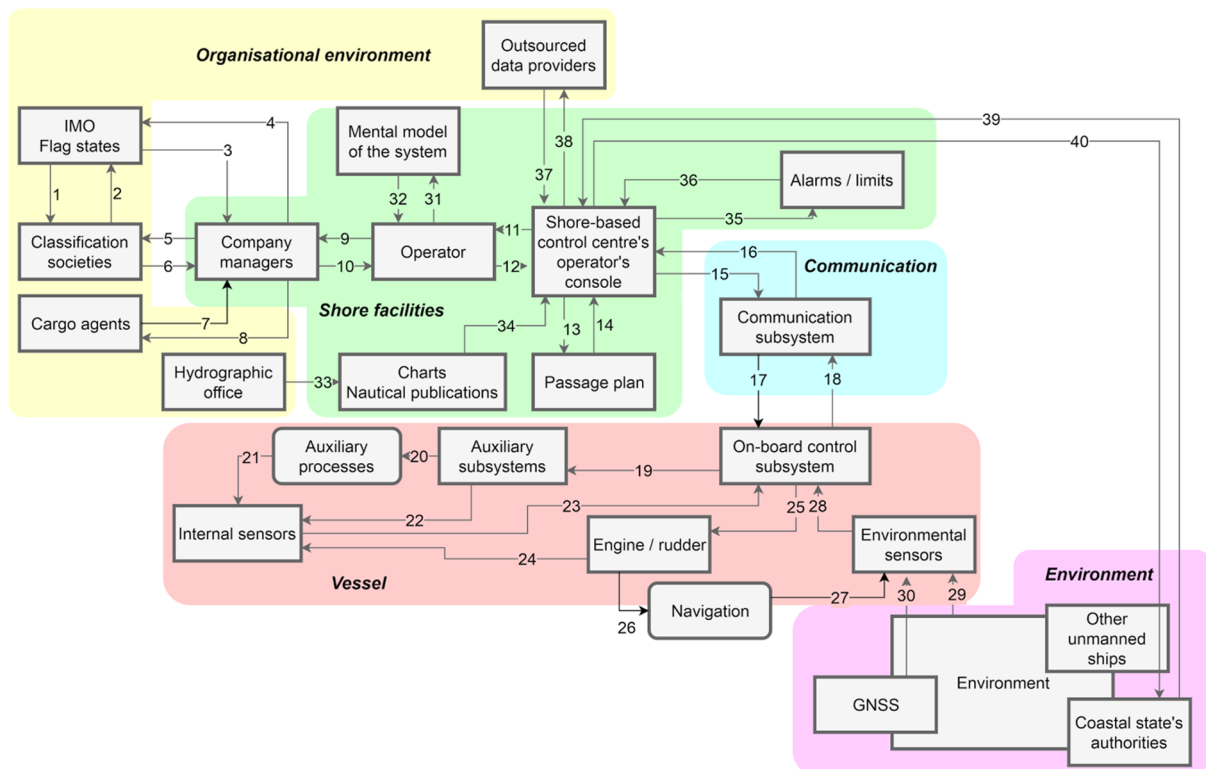 Organisational environment
Outsourced
data providers
IMO
Flag states
4
3
1
2
Classification
societies
5
6
Company
managers
Cargo agents
7
8
Hydrographic
office
33
Mental model
of the system
32
31
9
10
Operator
11
12
37
38
39
40
Shore-based
control centre's
operator's
console
36
35
Alarms / limits
Shore facilities
34
13
14
Charts
Nautical publications
Passage plan
16
15
Communication
Communication
subsystem
17
18
21
Auxiliary
processes
20
Auxiliary
subsystems
19
On-board control
subsystem
Internal sensors
22
23
24
25
28
Engine / rudder
Environmental
sensors
Vessel
26
Navigation
27
30
29
Environment
Other
unmanned
ships
Environment
GNSS
Coastal state's
authorities